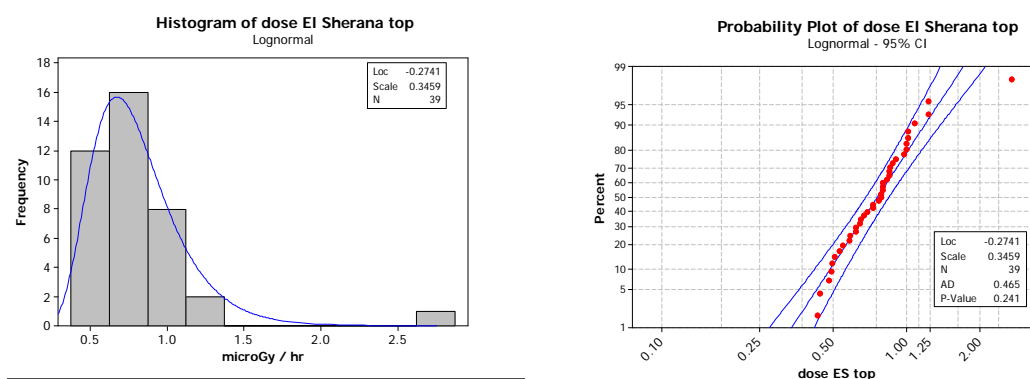 Histogram of dose El Sherana top
Lognormal
Loc -0.2741
Scale 0.3459
N 39
18
16
14
12
10
8
6
4
2
0
Frequency
0.5 1.0 1.5 2.0 2.5
microGy / hr
Probability Plot of dose El Sherana top
Lognormal - 95% CI
99
95
90
80
70
60
50
40
30
20
10
5
1
Percent
Loc -0.2741
Scale 0.3459
N 39
AD 0.465
P-Value 0.241
0.10 0.25 0.50 1.00 1.25 2.00
dose ES top